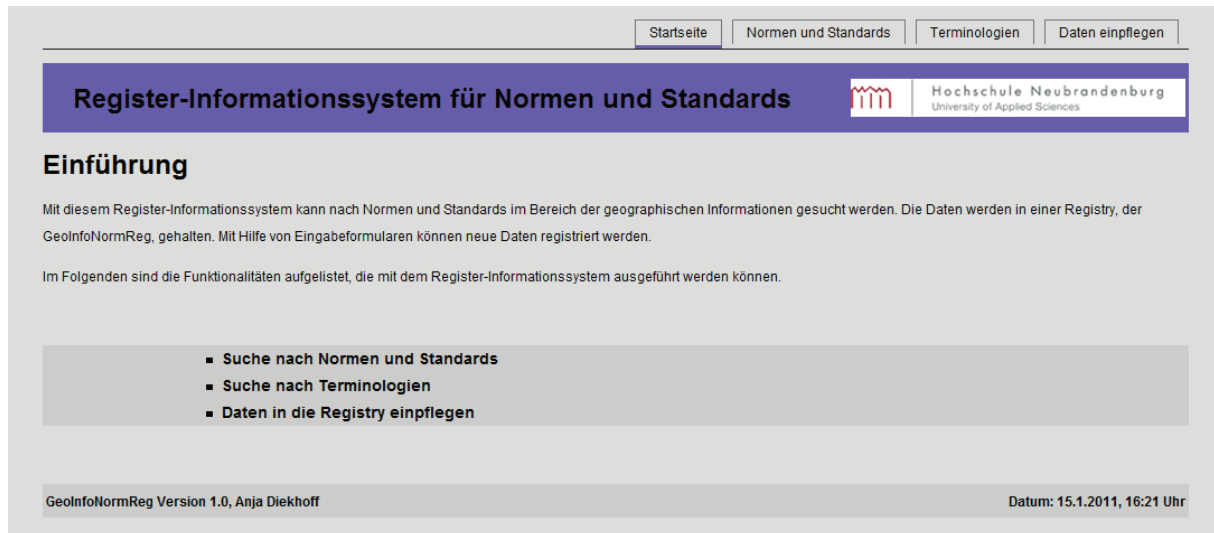 Startseite Normen und Standards Terminologien Daten einpflegen
Register-Informationssystem für Normen und Standards
Hochschule Neubrandenburg
University of Applied Sciences
Einführung
Mit diesem Register-Informationssystem kann nach Normen und Standards im Bereich der geographischen Informationen gesucht werden. Die Daten werden in einer Registry, der
GeoInfoNormReg, gehalten. Mit Hilfe von Eingabeformularen können neue Daten registriert werden.
Im Folgenden sind die Funktionalitäten aufgelistet, die mit dem Register-Informationssystem ausgeführt werden können.
▪ Suche nach Normen und Standards
▪ Suche nach Terminologien
▪ Daten in die Registry einpflegen
GeoInfoNormReg Version 1.0, Anja Diekhoff Datum: 15.1.2011, 16:21 Uhr